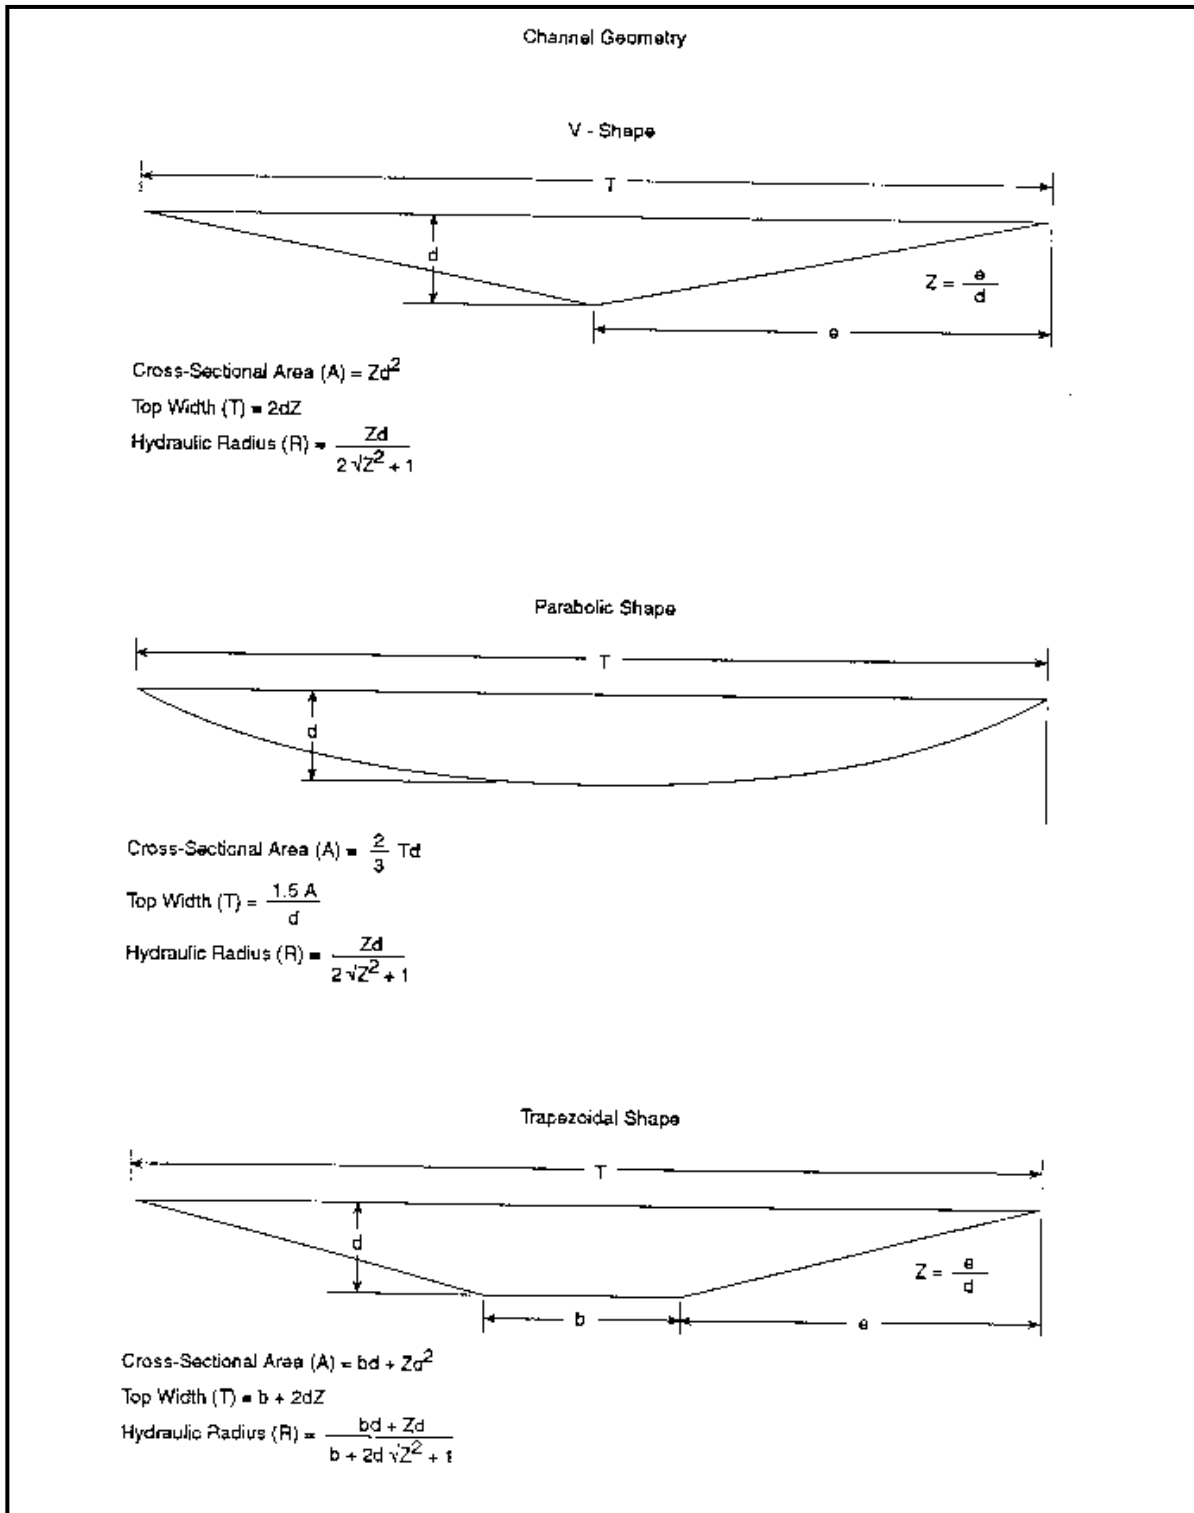 Channel Geometry
V - Shape
T
d
Z = e/d
e
Cross-Sectional Area (A) = Zd²
Top Width (T) = 2dZ
Hydraulic Radius (R) = Zd / 2√Z² + 1
Parabolic Shape
T
d
Cross-Sectional Area (A) = 2/3 Td
Top Width (T) = 1.5 A / d
Hydraulic Radius (R) = Zd / 2√Z² + 1
Trapezoidal Shape
T
d
Z = e/d
b
e
Cross-Sectional Area (A) = bd + Zd²
Top Width (T) = b + 2dZ
Hydraulic Radius (R) = bd + Zd / b + 2d√Z² + 1